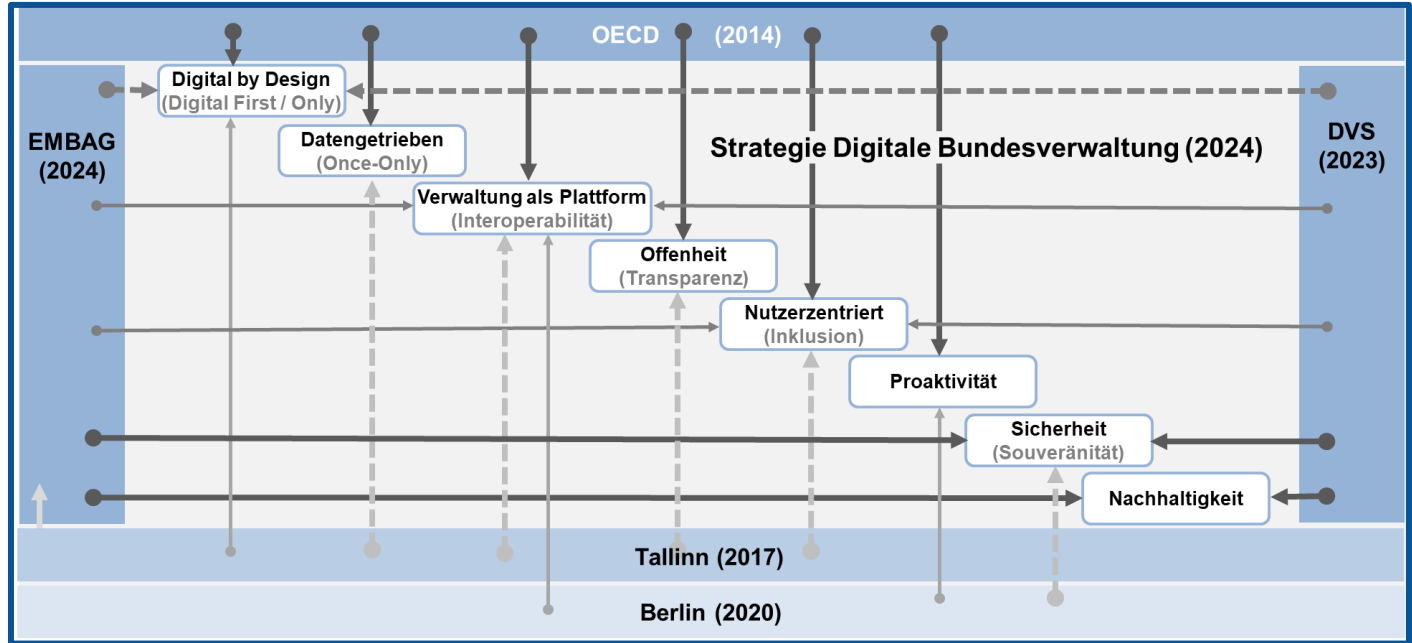 OECD (2014)
Digital by Design
(Digital First / Only)
EMBAG
(2024)
Datengetrieben
(Once-Only)
Strategie Digitale Bundesverwaltung (2024)
DVS
(2023)
Verwaltung als Plattform
(Interoperabilität)
Offenheit
(Transparenz)
Nutzerzentriert
(Inklusion)
Proaktivität
Sicherheit
(Souveränität)
Nachhaltigkeit
Tallinn (2017)
Berlin (2020)